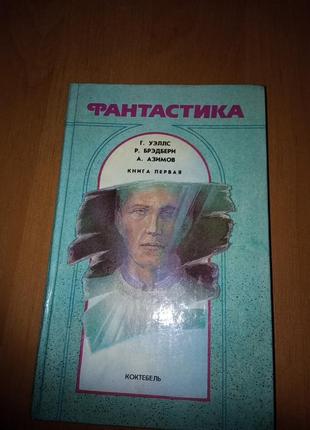 ФАНТАСТИКА
Г. УЭЛЛС
Р. БРЭДБЕРИ
А. АЗИМОВ
КНИГА ПЕРВАЯ
КОКТЕБЕЛЬ